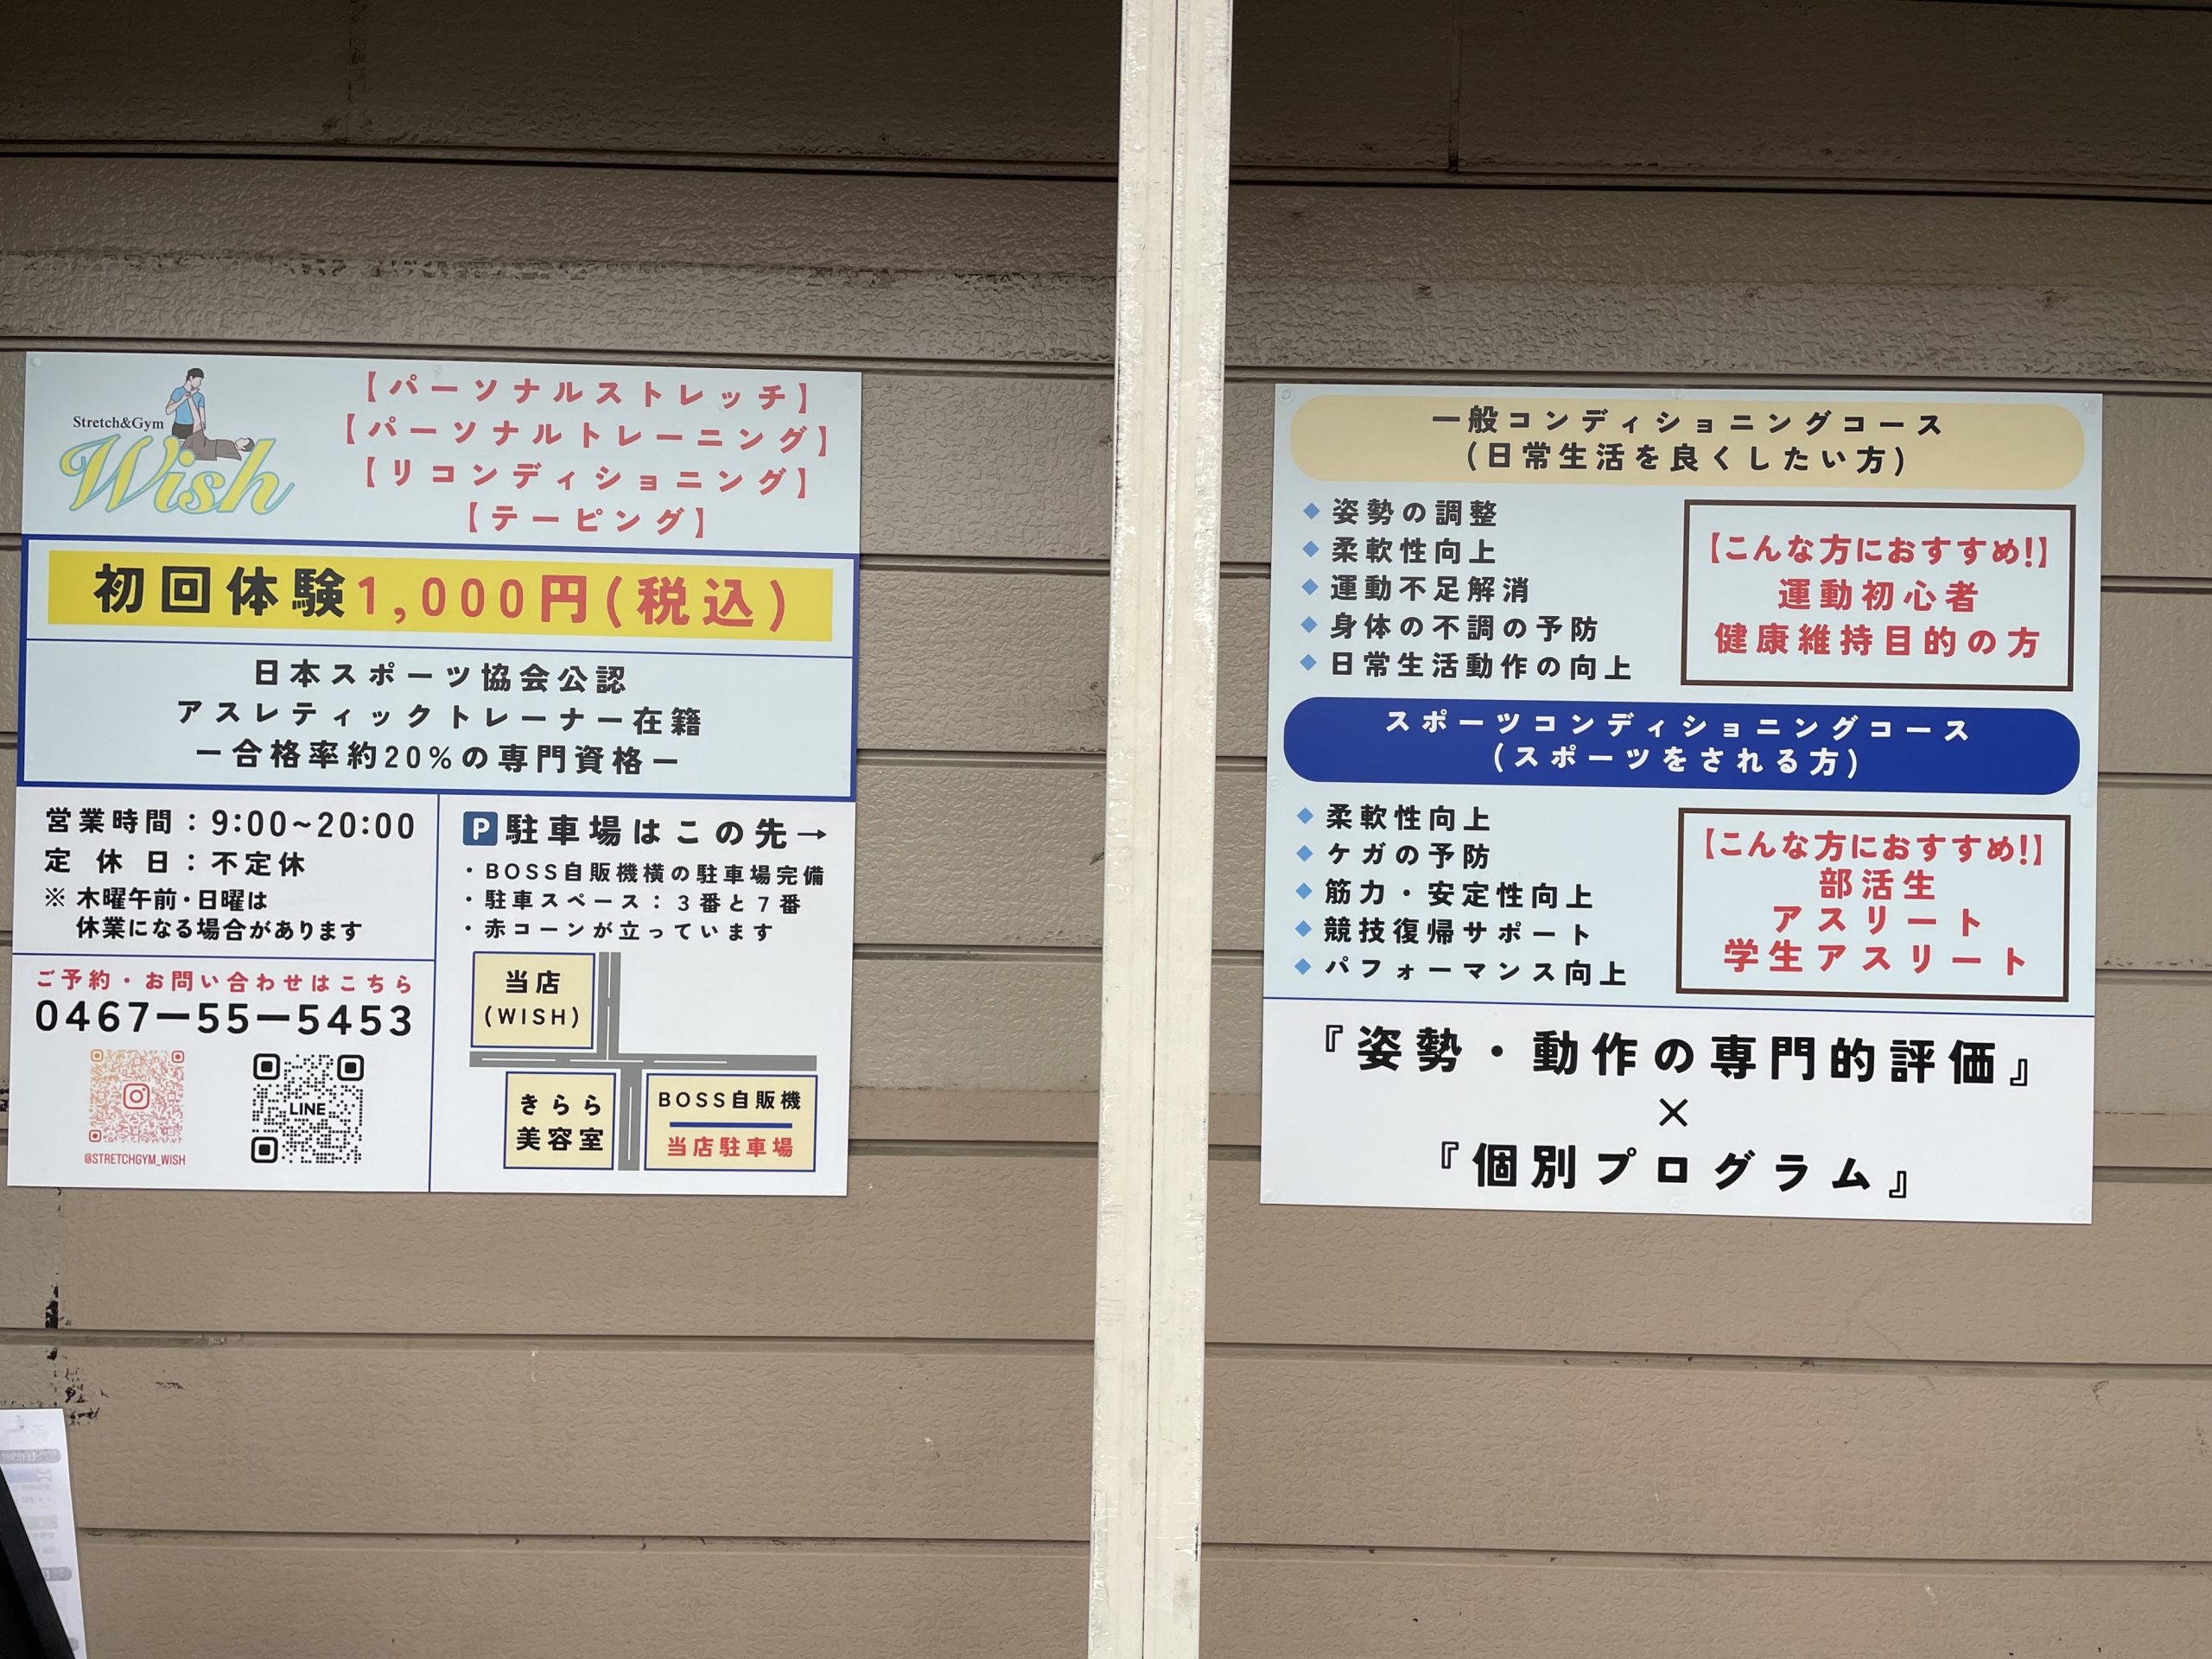 Stretch&Gym
Wish
【パーソナルストレッチ】
【パーソナルトレーニング】
【リコンディショニング】
【テーピング】
初回体験1,000円(税込)
日本スポーツ協会公認
アスレティックトレーナー在籍
ー合格率約20%の専門資格ー
営業時間：9:00~20:00
定休日：不定休
※ 木曜午前・日曜は
休業になる場合があります
ご予約・お問い合わせはこちら
0467ー55ー5453
LINE
@STRETCHGYM_WISH
P 駐車場はこの先→
・BOSS自販機横の駐車場完備
・駐車スペース：3番と7番
・赤コーンが立っています
当店
(WISH)
きらら
美容室
BOSS自販機
当店駐車場
一般コンディショニングコース
(日常生活を良くしたい方)
◆ 姿勢の調整
◆ 柔軟性向上
◆ 運動不足解消
◆ 身体の不調の予防
◆ 日常生活動作の向上
【こんな方におすすめ!】
運動初心者
健康維持目的の方
スポーツコンディショニングコース
(スポーツをされる方)
◆ 柔軟性向上
◆ ケガの予防
◆ 筋力・安定性向上
◆ 競技復帰サポート
◆ パフォーマンス向上
【こんな方におすすめ!】
部活生
アスリート
学生アスリート
『姿勢・動作の専門的評価』
×
『個別プログラム』